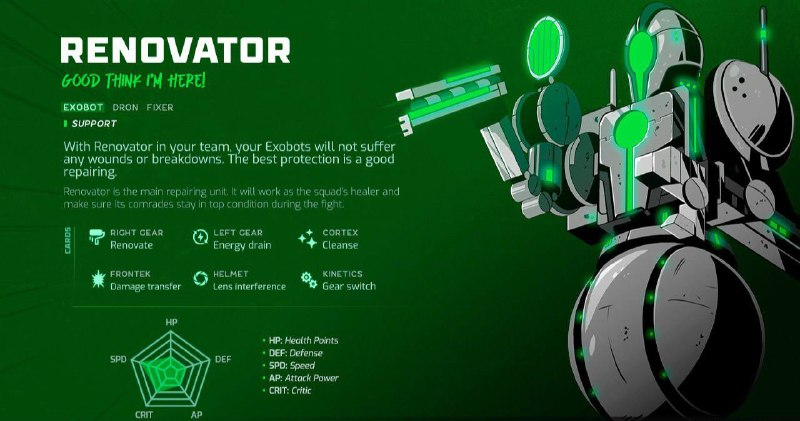 RENOVATOR
GOOD THINK I'M HERE!
EXOBOT DRON FIXER
SUPPORT
With Renovator in your team, your Exobots will not suffer
any wounds or breakdowns. The best protection is a good
repairing.
Renovator is the main repairing unit. It will work as the squad's healer and
make sure its comrades stay in top condition during the fight.
CARDS
RIGHT GEAR
Renovate
LEFT GEAR
Energy drain
CORTEX
Cleanse
FRONTEK
Damage transfer
HELMET
Lens interference
KINETICS
Gear switch
HP
SPD
DEF
CRIT
AP
• HP: Health Points
• DEF: Defense
• SPD: Speed
• AP: Attack Power
• CRIT: Critic